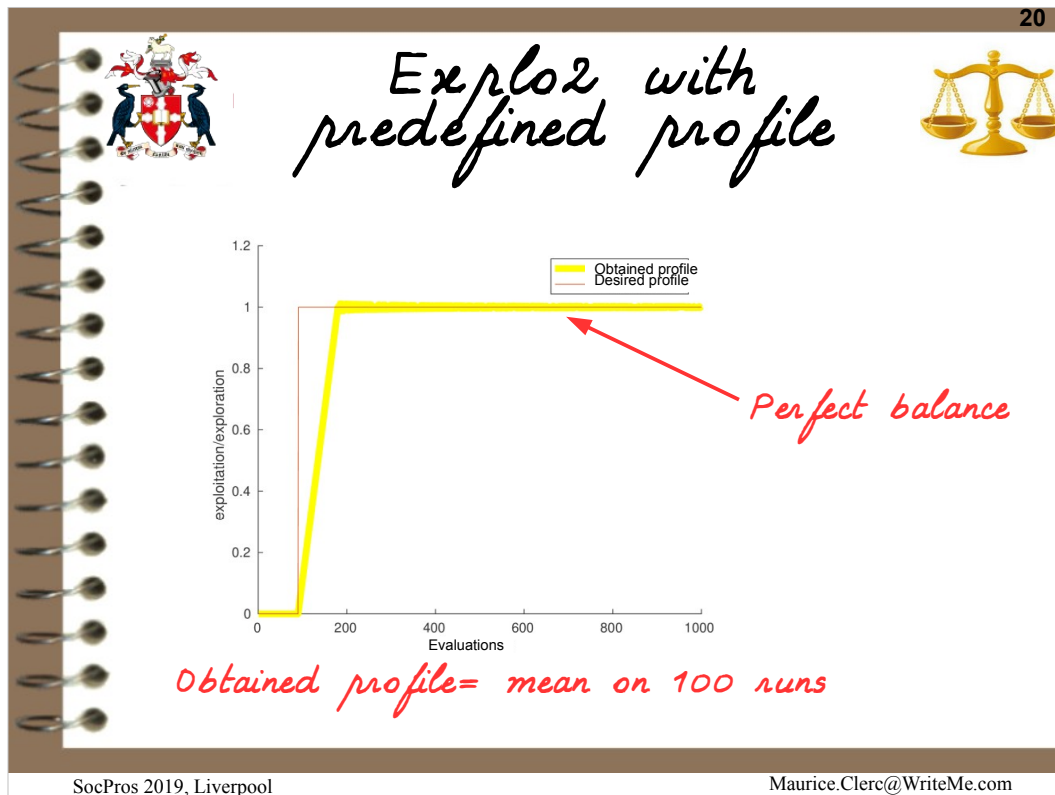 20
Explo2 with
predefined profile
1.2
1
0.8
0.6
0.4
0.2
0
exploitation/exploration
Obtained profile
Desired profile
Perfect balance
0
200
400
600
800
1000
Evaluations
Obtained profile= mean on 100 runs
SocPros 2019, Liverpool
Maurice.Clerc@WriteMe.com